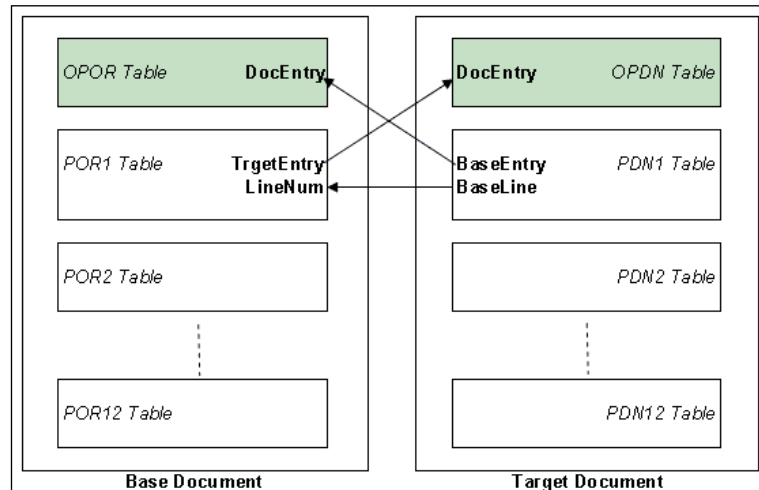 OPOR Table DocEntry
DocEntry OPDN Table
POR1 Table TrgetEntry
LineNum
BaseEntry PDN1 Table
BaseLine
POR2 Table
PDN2 Table
POR12 Table
PDN12 Table
Base Document
Target Document